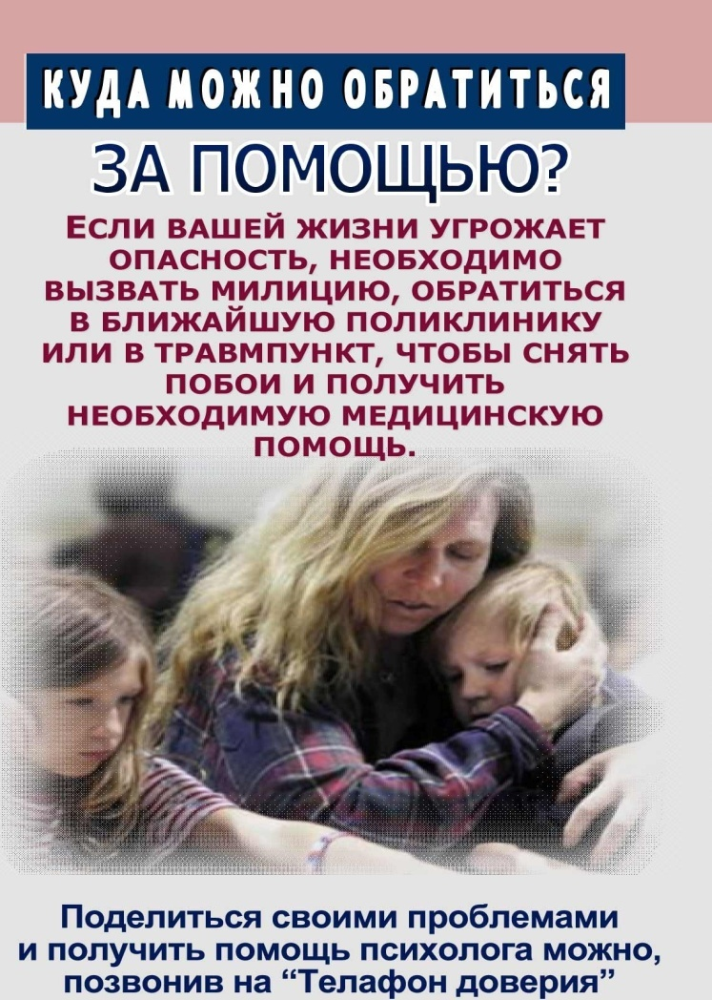 КУДА МОЖНО ОБРАТИТЬСЯ
ЗА ПОМОЩЬЮ?
ЕСЛИ ВАШЕЙ ЖИЗНИ УГРОЖАЕТ
ОПАСНОСТЬ, НЕОБХОДИМО
ВЫЗВАТЬ МИЛИЦИЮ, ОБРАТИТЬСЯ
В БЛИЖАЙШУЮ ПОЛИКЛИНИКУ
ИЛИ В ТРАВМПУНКТ, ЧТОБЫ СНЯТЬ
ПОБОИ И ПОЛУЧИТЬ
НЕОБХОДИМУЮ МЕДИЦИНСКУЮ
ПОМОЩЬ.
Поделиться своими проблемами
и получить помощь психолога можно,
позвонив на “Телафон доверия”